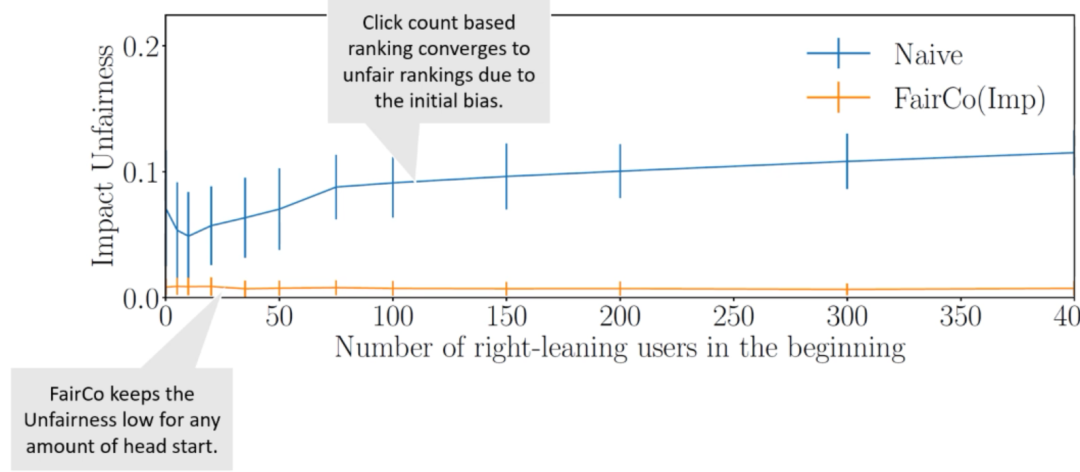 Click count based
ranking converges to
unfair rankings due to
the initial bias.
Naive
FairCo(Imp)
Impact Unfairness
0.2
0.1
0.0
0 50 100 150 200 250 300 350 40
Number of right-leaning users in the beginning
FairCo keeps the
Unfairness low for any
amount of head start.